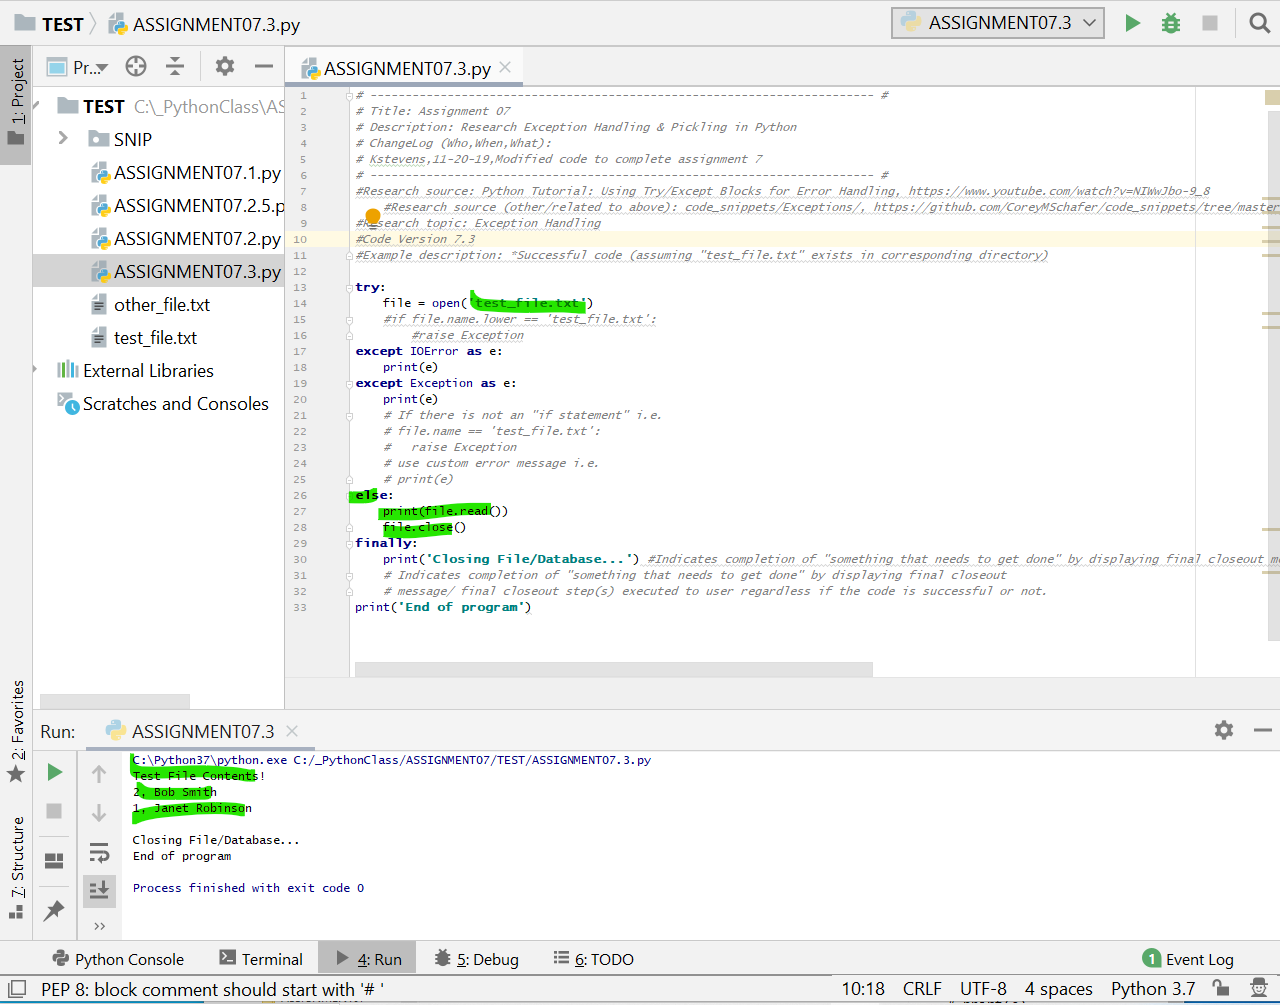 TEST ASSIGNMENT07.3.py
ASSIGNMENT07.3
1: Project
Pr...
ASSIGNMENT07.3.py
TEST C:\_PythonClass\AS
SNIP
ASSIGNMENT07.1.py
ASSIGNMENT07.2.5.p
ASSIGNMENT07.2.py
ASSIGNMENT07.3.py
other_file.txt
test_file.txt
External Libraries
Scratches and Consoles
1 # ------------------------------------------------------------------------ #
2 # Title: Assignment 07
3 # Description: Research Exception Handling & Pickling in Python
4 # ChangeLog (Who,When,What):
5 # Kstevens,11-20-19,Modified code to complete assignment 7
6 # ------------------------------------------------------------------------ #
7 #Research source: Python Tutorial: Using Try/Except Blocks for Error Handling, https://www.youtube.com/watch?v=NIWwJbo-9_8
8 #Research source (other/related to above): code_snippets/Exceptions/, https://github.com/CoreyMSchafer/code_snippets/tree/master
9 #Research topic: Exception Handling
10 #Code Version 7.3
11 #Example description: *Successful code (assuming "test_file.txt" exists in corresponding directory)
12
13 try:
14 file = open('test_file.txt')
15 #if file.name.lower == 'test_file.txt':
16 #raise Exception
17 except IOError as e:
18 print(e)
19 except Exception as e:
20 print(e)
21 # If there is not an "if statement" i.e.
22 # file.name == 'test_file.txt':
23 # raise Exception
24 # use custom error message i.e.
25 # print(e)
26 else:
27 print(file.read())
28 file.close()
29 finally:
30 print('Closing File/Database...') #Indicates completion of "something that needs to get done" by displaying final closeout me
31 # Indicates completion of "something that needs to get done" by displaying final closeout
32 # message/ final closeout step(s) executed to user regardless if the code is successful or not.
33 print('End of program')
2: Favorites
7: Structure
Run: ASSIGNMENT07.3
C:\Python37\python.exe C:/_PythonClass/ASSIGNMENT07/TEST/ASSIGNMENT07.3.py
Test File Contents!
2, Bob Smith
1, Janet Robinson
Closing File/Database...
End of program
Process finished with exit code 0
Python Console Terminal 4: Run 5: Debug 6: TODO 1 Event Log
PEP 8: block comment should start with '# ' 10:18 CRLF UTF-8 4 spaces Python 3.7